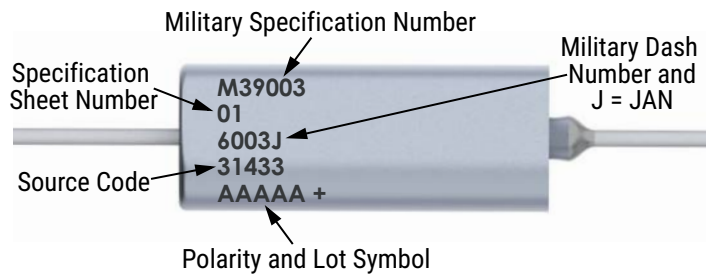 Military Specification Number
Specification
Sheet Number
Military Dash
Number and
J = JAN
M39003
01
6003J
31433
AAAAA +
Source Code
Polarity and Lot Symbol